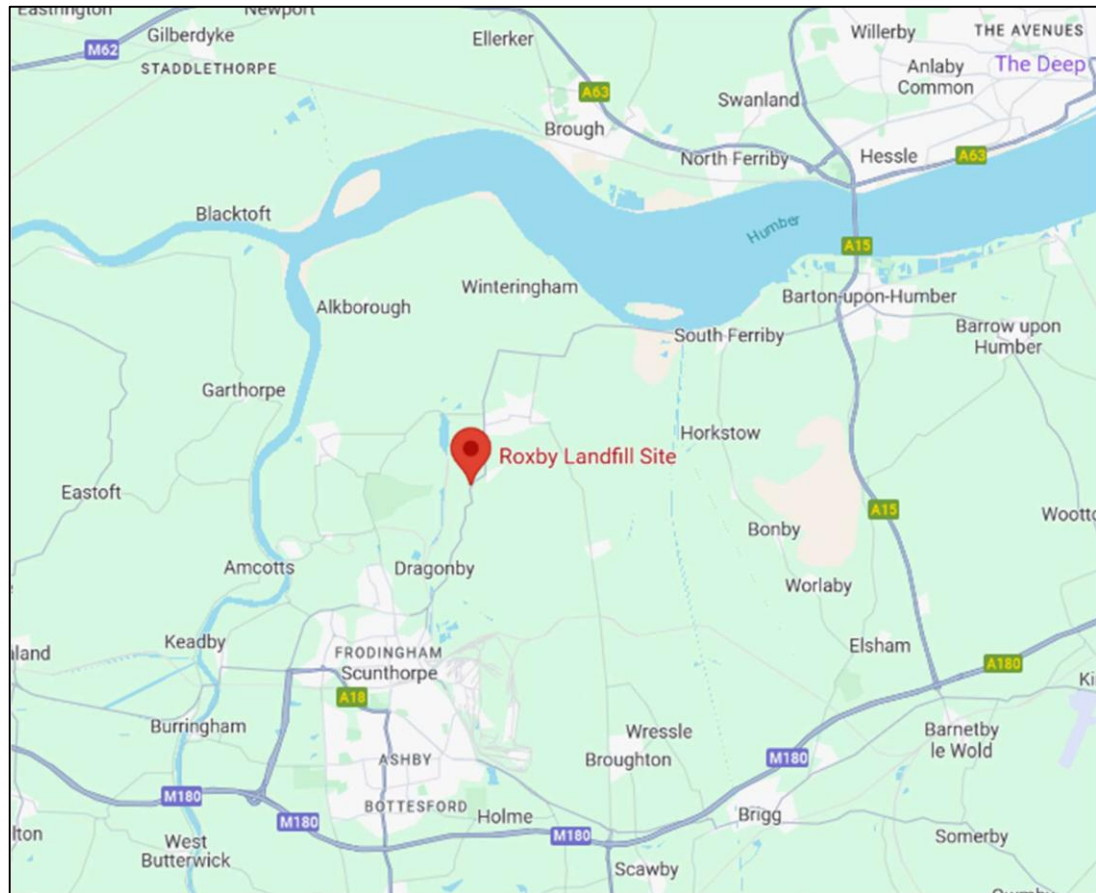 Eastrington
Newport
Gilberdyke
M62
STADDLETHORPE
Ellerker
Willerby
THE AVENUES
The Deep
Anlaby
Common
A63
Swanland
Brough
North Ferriby
Hessle
A63
Blacktoft
Humber
A15
Winteringham
Alkborough
Barton-upon-Humber
South Ferriby
Barrow upon
Humber
Garthorpe
Horkstow
Roxby Landfill Site
Eastoft
A15
Bonby
Amcotts
Dragonby
Worlaby
Keadby
FRODINGHAM
Scunthorpe
Elsham
A180
A18
Burringham
Wressle
Barnetby
le Wold
ASHBY
Broughton
M180
M180
BOTTESFORD
M180
Holme
M180
Brigg
West
Butterwick
Scawby
Somerby